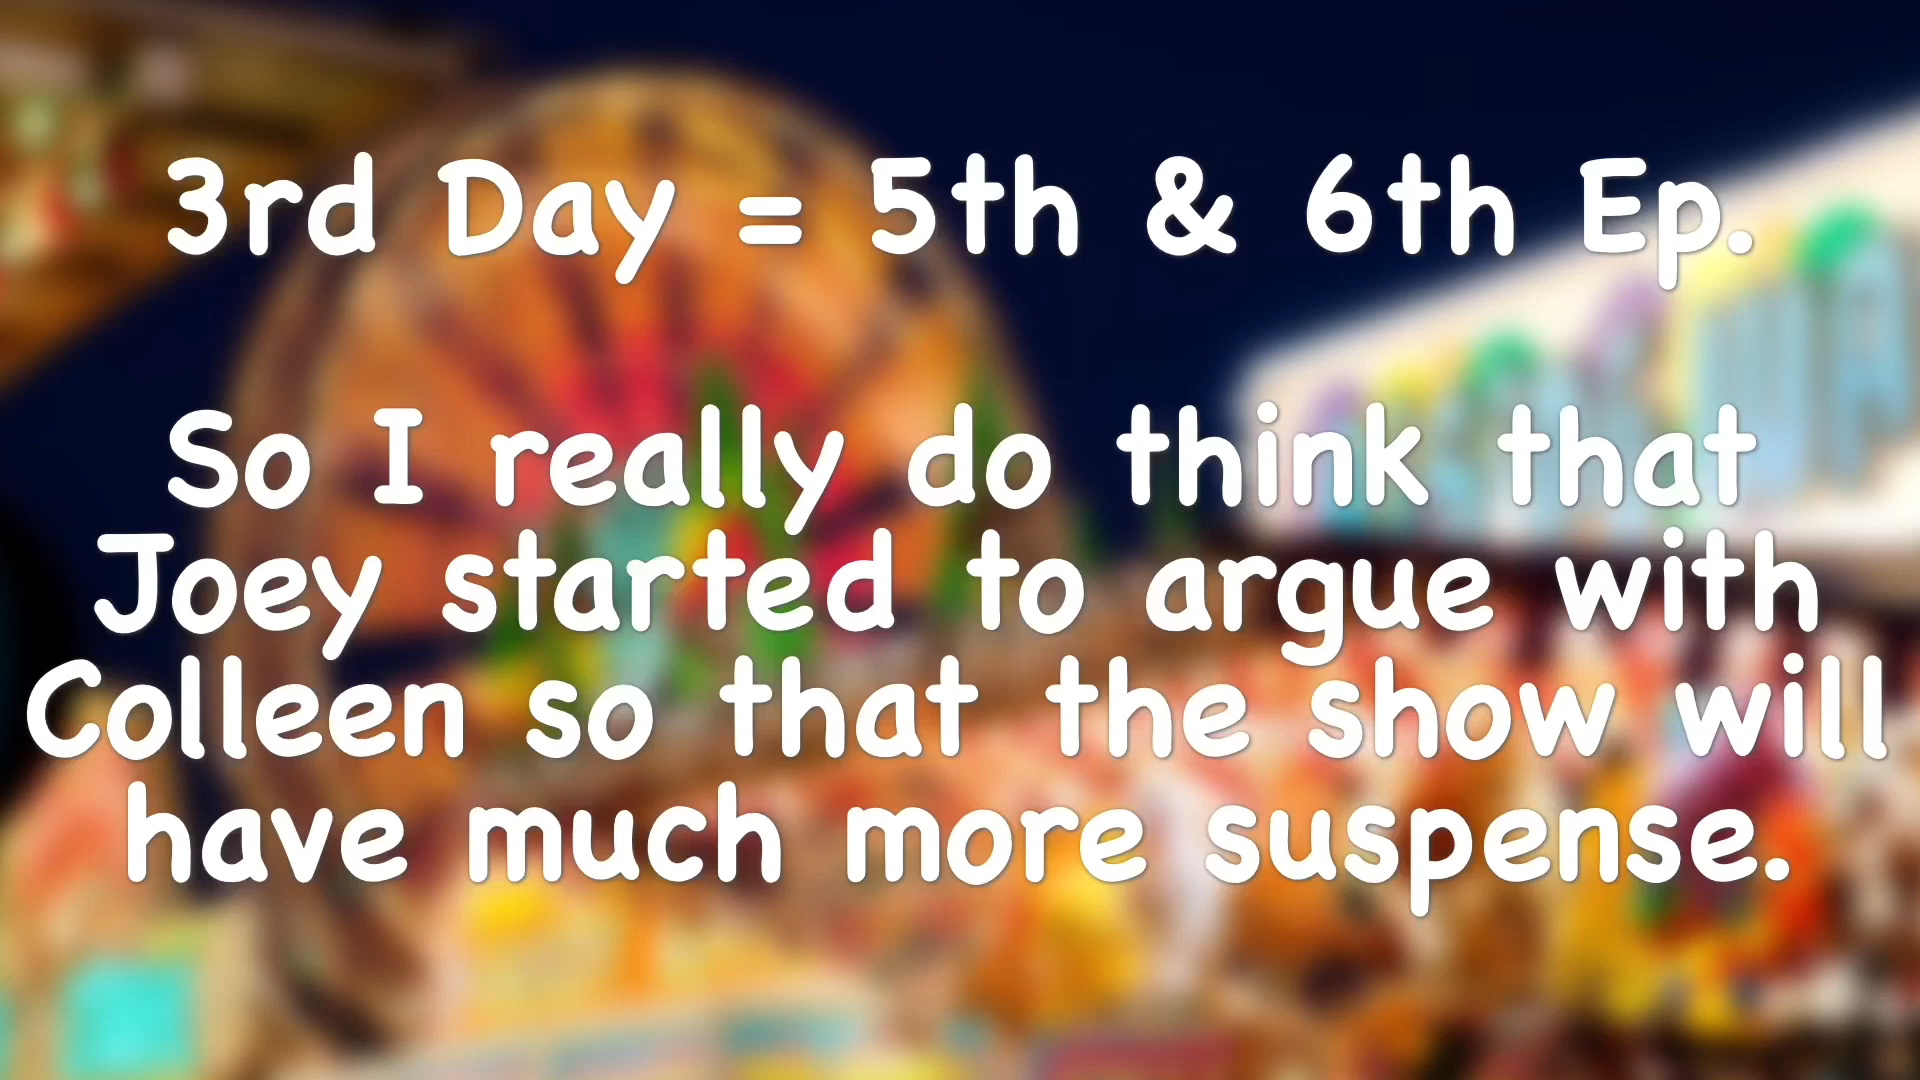 3rd Day = 5th & 6th Ep.
So I really do think that
Joey started to argue with
Colleen so that the show will
have much more suspense.